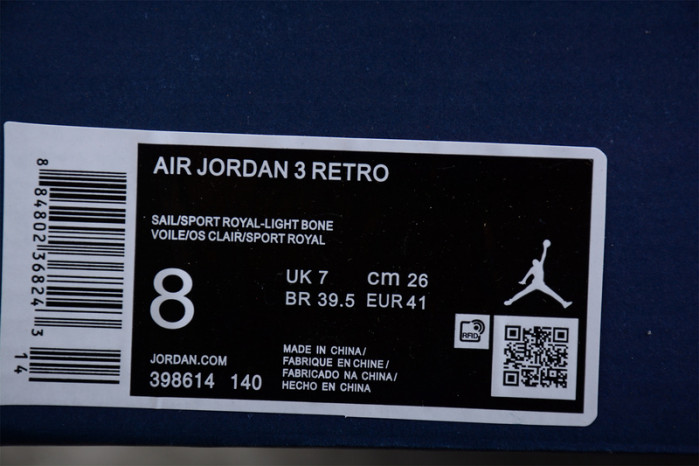 AIR JORDAN 3 RETRO
SAIL/SPORT ROYAL-LIGHT BONE
VOILE/OS CLAIR/SPORT ROYAL
8
UK 7 cm 26
BR 39.5 EUR 41
JORDAN.COM
398614 140
MADE IN CHINA/
FABRIQUE EN CHINE/
FABRICADO NA CHINA/
HECHO EN CHINA
RFID
8 84802 36824 3
14